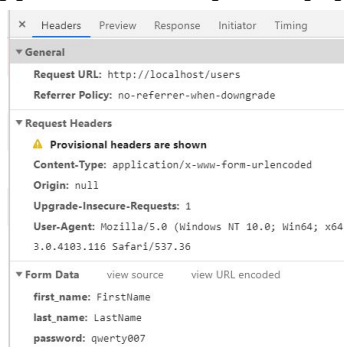 × Headers Preview Response Initiator Timing
▼ General
Request URL: http://localhost/users
Referrer Policy: no-referrer-when-downgrade
▼ Request Headers
⚠ Provisional headers are shown
Content-Type: application/x-www-form-urlencoded
Origin: null
Upgrade-Insecure-Requests: 1
User-Agent: Mozilla/5.0 (Windows NT 10.0; Win64; x64
3.0.4103.116 Safari/537.36
▼ Form Data view source view URL encoded
first_name: FirstName
last_name: LastName
password: qwerty007